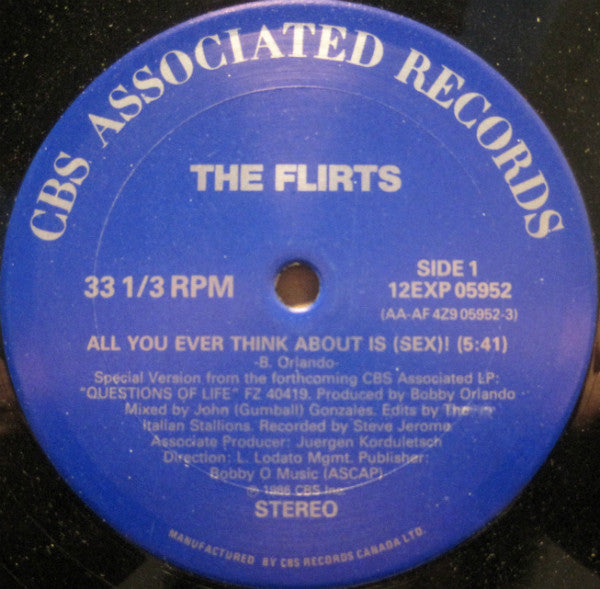 CBS ASSOCIATED RECORDS
THE FLIRTS
33 1/3 RPM
SIDE 1
12EXP 05952
(AA-AF 4Z9 05952-3)
ALL YOU EVER THINK ABOUT IS (SEX)! (5:41)
-B. Orlando-
Special Version from the forthcoming CBS Associated LP:
"QUESTIONS OF LIFE" FZ 40419. Produced by Bobby Orlando
Mixed by John (Gumball) Gonzales. Edits by The
Italian Stallions. Recorded by Steve Jerome
Associate Producer: Juergen Korduletsch
Direction: L. Lodato Mgmt. Publisher:
Bobby O Music (ASCAP)
℗ 1986 CBS Inc.
STEREO
MANUFACTURED BY CBS RECORDS CANADA LTD.